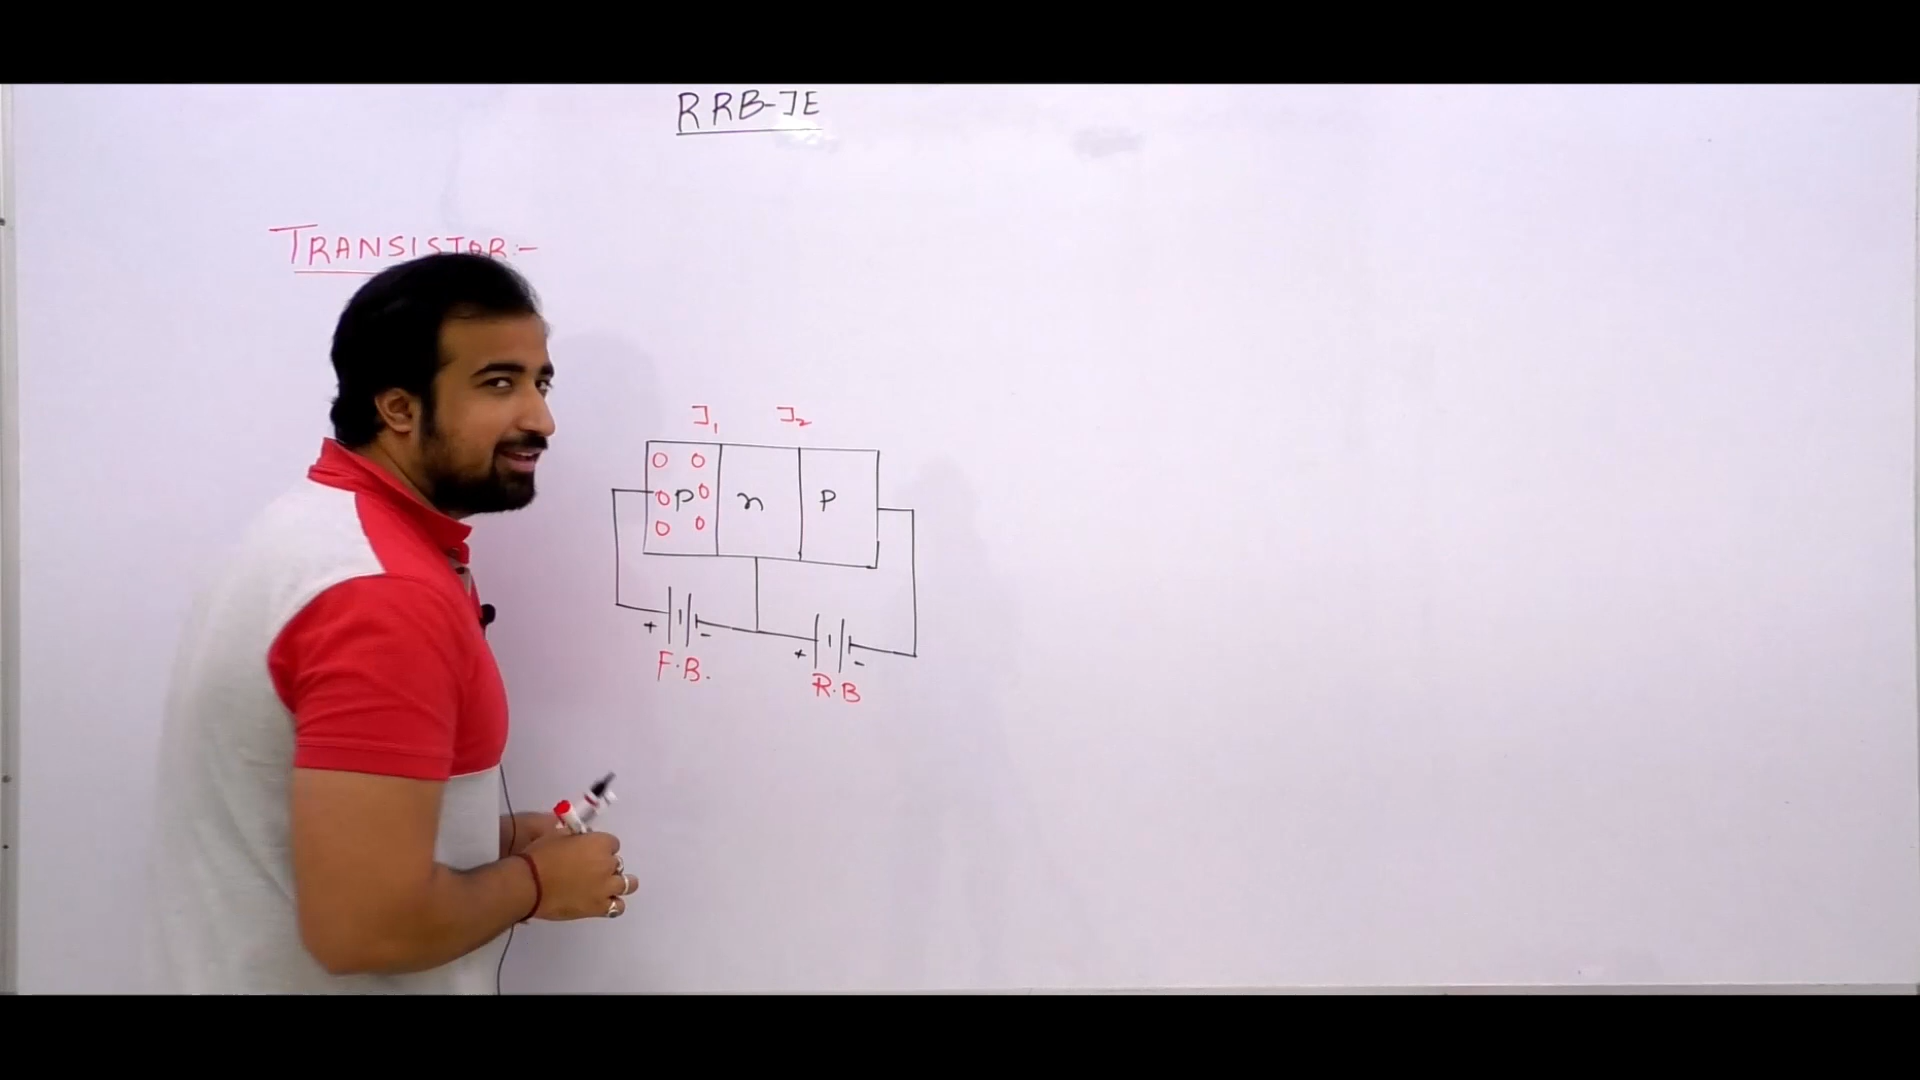 RRB-JE
TRANSISTOR:-
J1 J2
O O
O P O n P
O O
+ - + -
F.B. R.B